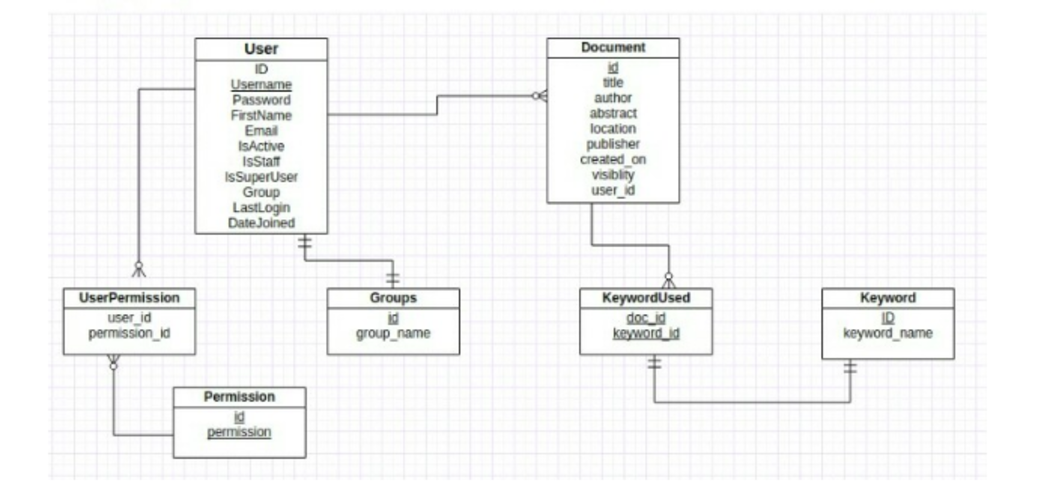 User
ID
Username
Password
FirstName
Email
IsActive
IsStaff
IsSuperUser
Group
LastLogin
DateJoined
Document
id
title
author
abstract
location
publisher
created_on
visiblity
user_id
UserPermission
user_id
permission_id
Groups
id
group_name
KeywordUsed
doc_id
keyword_id
Keyword
ID
keyword_name
Permission
id
permission